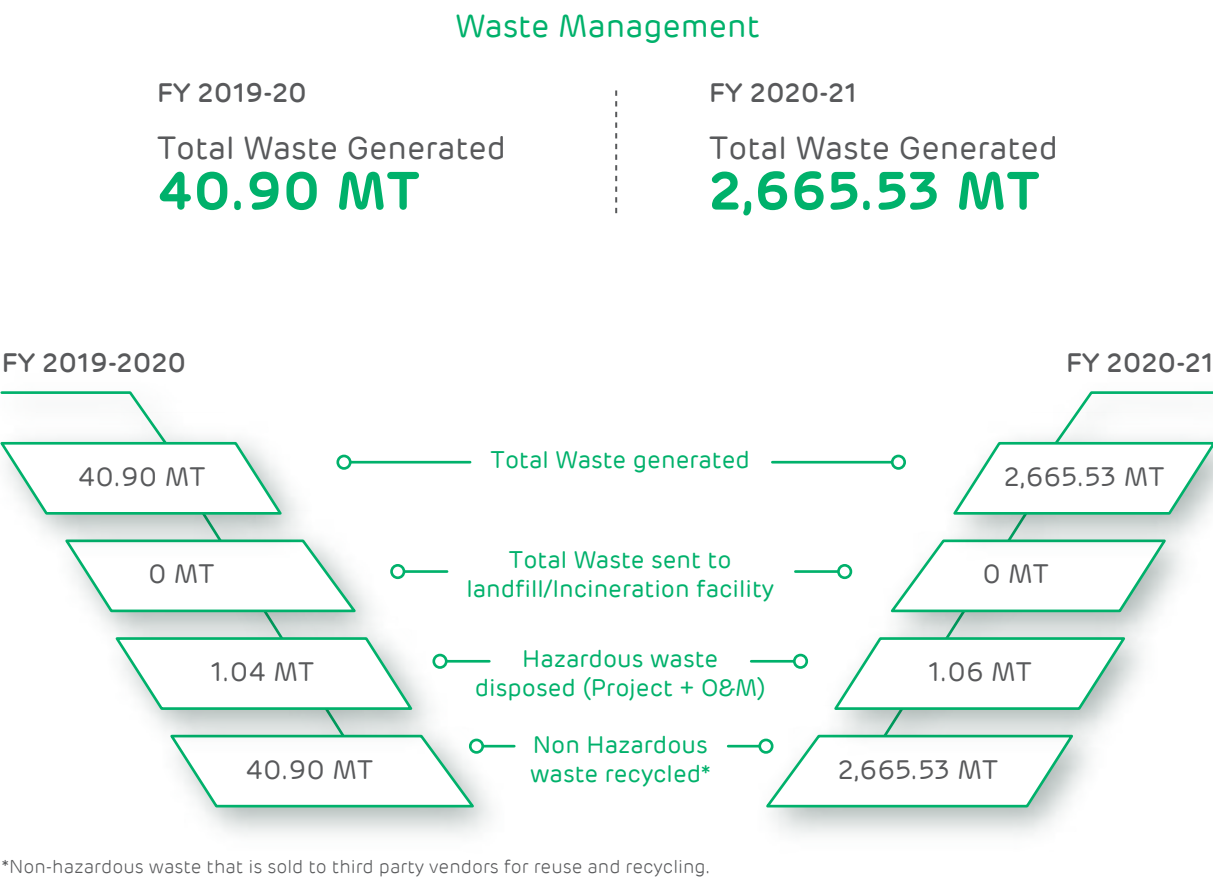 Waste Management
FY 2019-20
Total Waste Generated
40.90 MT
FY 2020-21
Total Waste Generated
2,665.53 MT
FY 2019-2020
FY 2020-21
40.90 MT
Total Waste generated
2,665.53 MT
0 MT
Total Waste sent to
landfill/Incineration facility
0 MT
1.04 MT
Hazardous waste
disposed (Project + O&M)
1.06 MT
40.90 MT
Non Hazardous
waste recycled*
2,665.53 MT
*Non-hazardous waste that is sold to third party vendors for reuse and recycling.